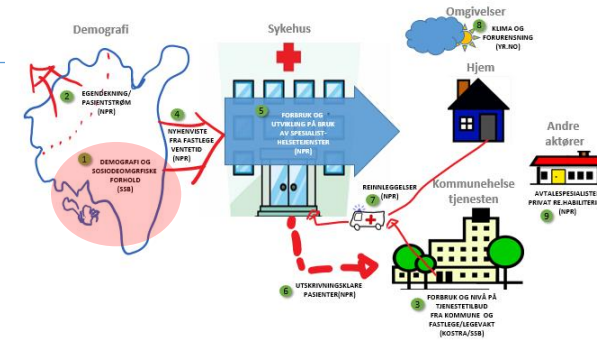 Demografi
Sykehus
Omgivelser
8
KLIMA OG
FORURENSNING
(YR.NO)
Hjem
2
EGENDEKNING/
PASIENTSTRØM
(NPR)
4
NYHENVISTE
FRA FASTLEGE
VENTETID
(NPR)
5
FORBRUK OG
UTVIKLING PÅ BRUK
AV SPESIALIST-
HELSETEJENSTER
(NPR)
Andre
aktører
1
DEMOGRAFI OG
SOSIODEOMGRFISKE
FORHOLD
(SSB)
REINNLEGGELSER
(NPR)
7
Kommunehelse
tjenesten
AVTALESPESIALISTER
PRIVAT RE.HABILITERI
(NPR)
9
6
UTSKRIVNINGSKLARE
PASIENTER(NPR)
3
FORBRUK OG NIVÅ PÅ
TJENESTETILBUD
FRA KOMMUNE OG
FASTLEGE/LEGEVAKT
(KOSTRA/SSB)